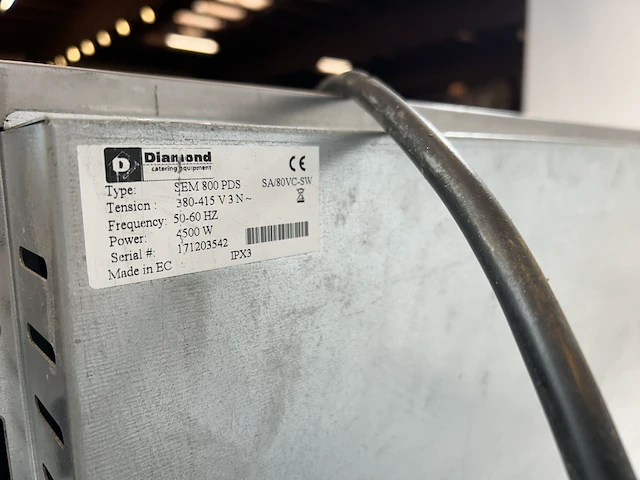 D Diamond
catering equipment
CE
Type: SEM 800 PDS SA/80VC-SW
Tension : 380-415 V 3 N~
Frequency: 50-60 HZ
Power: 4500 W
Serial #: 171203542
Made in EC IPX3